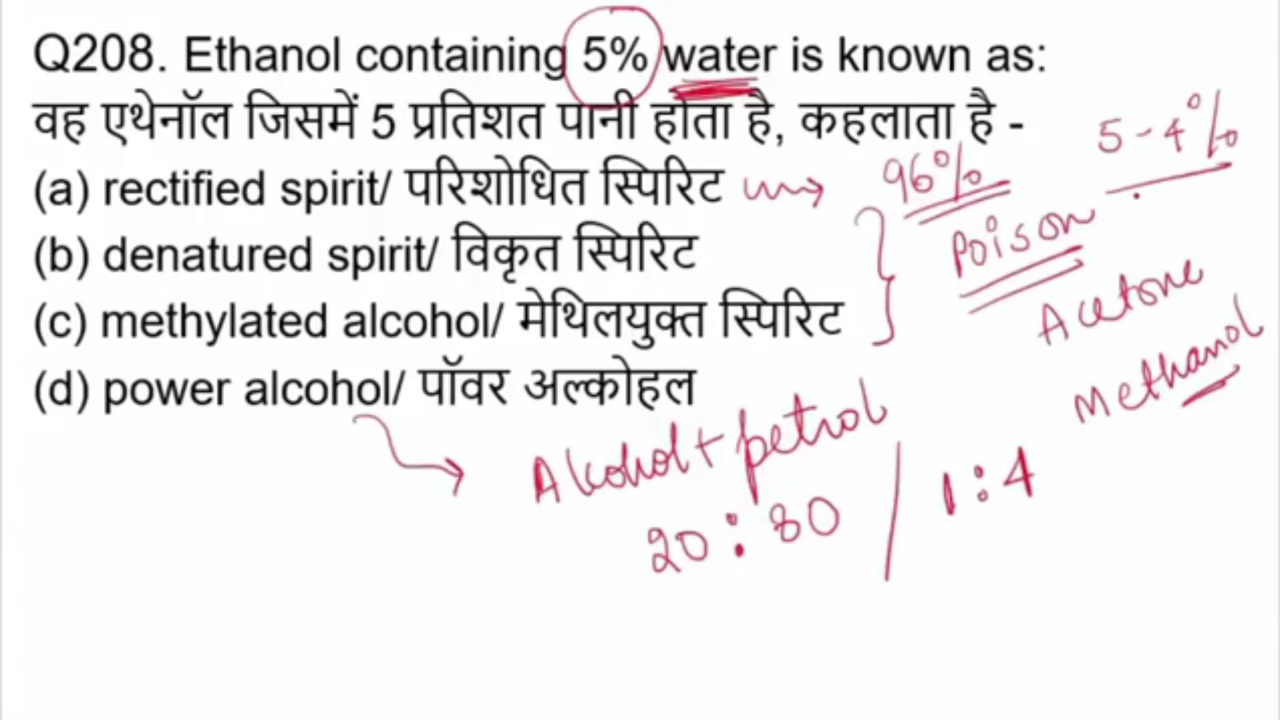 Q208. Ethanol containing 5% water is known as:
वह एथेनॉल जिसमें 5 प्रतिशत पानी होता है, कहलाता है -
5-4%
(a) rectified spirit/ परिशोधित स्पिरिट
96%
Poison
(b) denatured spirit/ विकृत स्पिरिट
Acetone
(c) methylated alcohol/ मेथिलयुक्त स्पिरिट
Methanol
(d) power alcohol/ पॉवर अल्कोहल
Alcohol + petrol
20:80 / 1:4